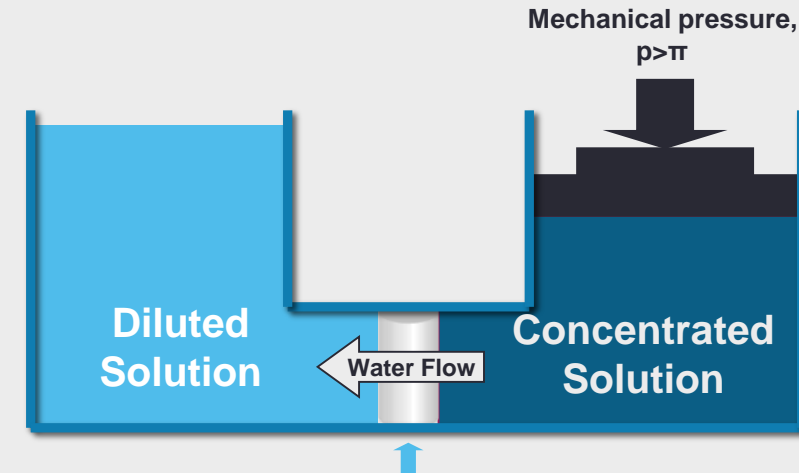 Mechanical pressure,
p>π
Diluted
Solution
Water Flow
Concentrated
Solution